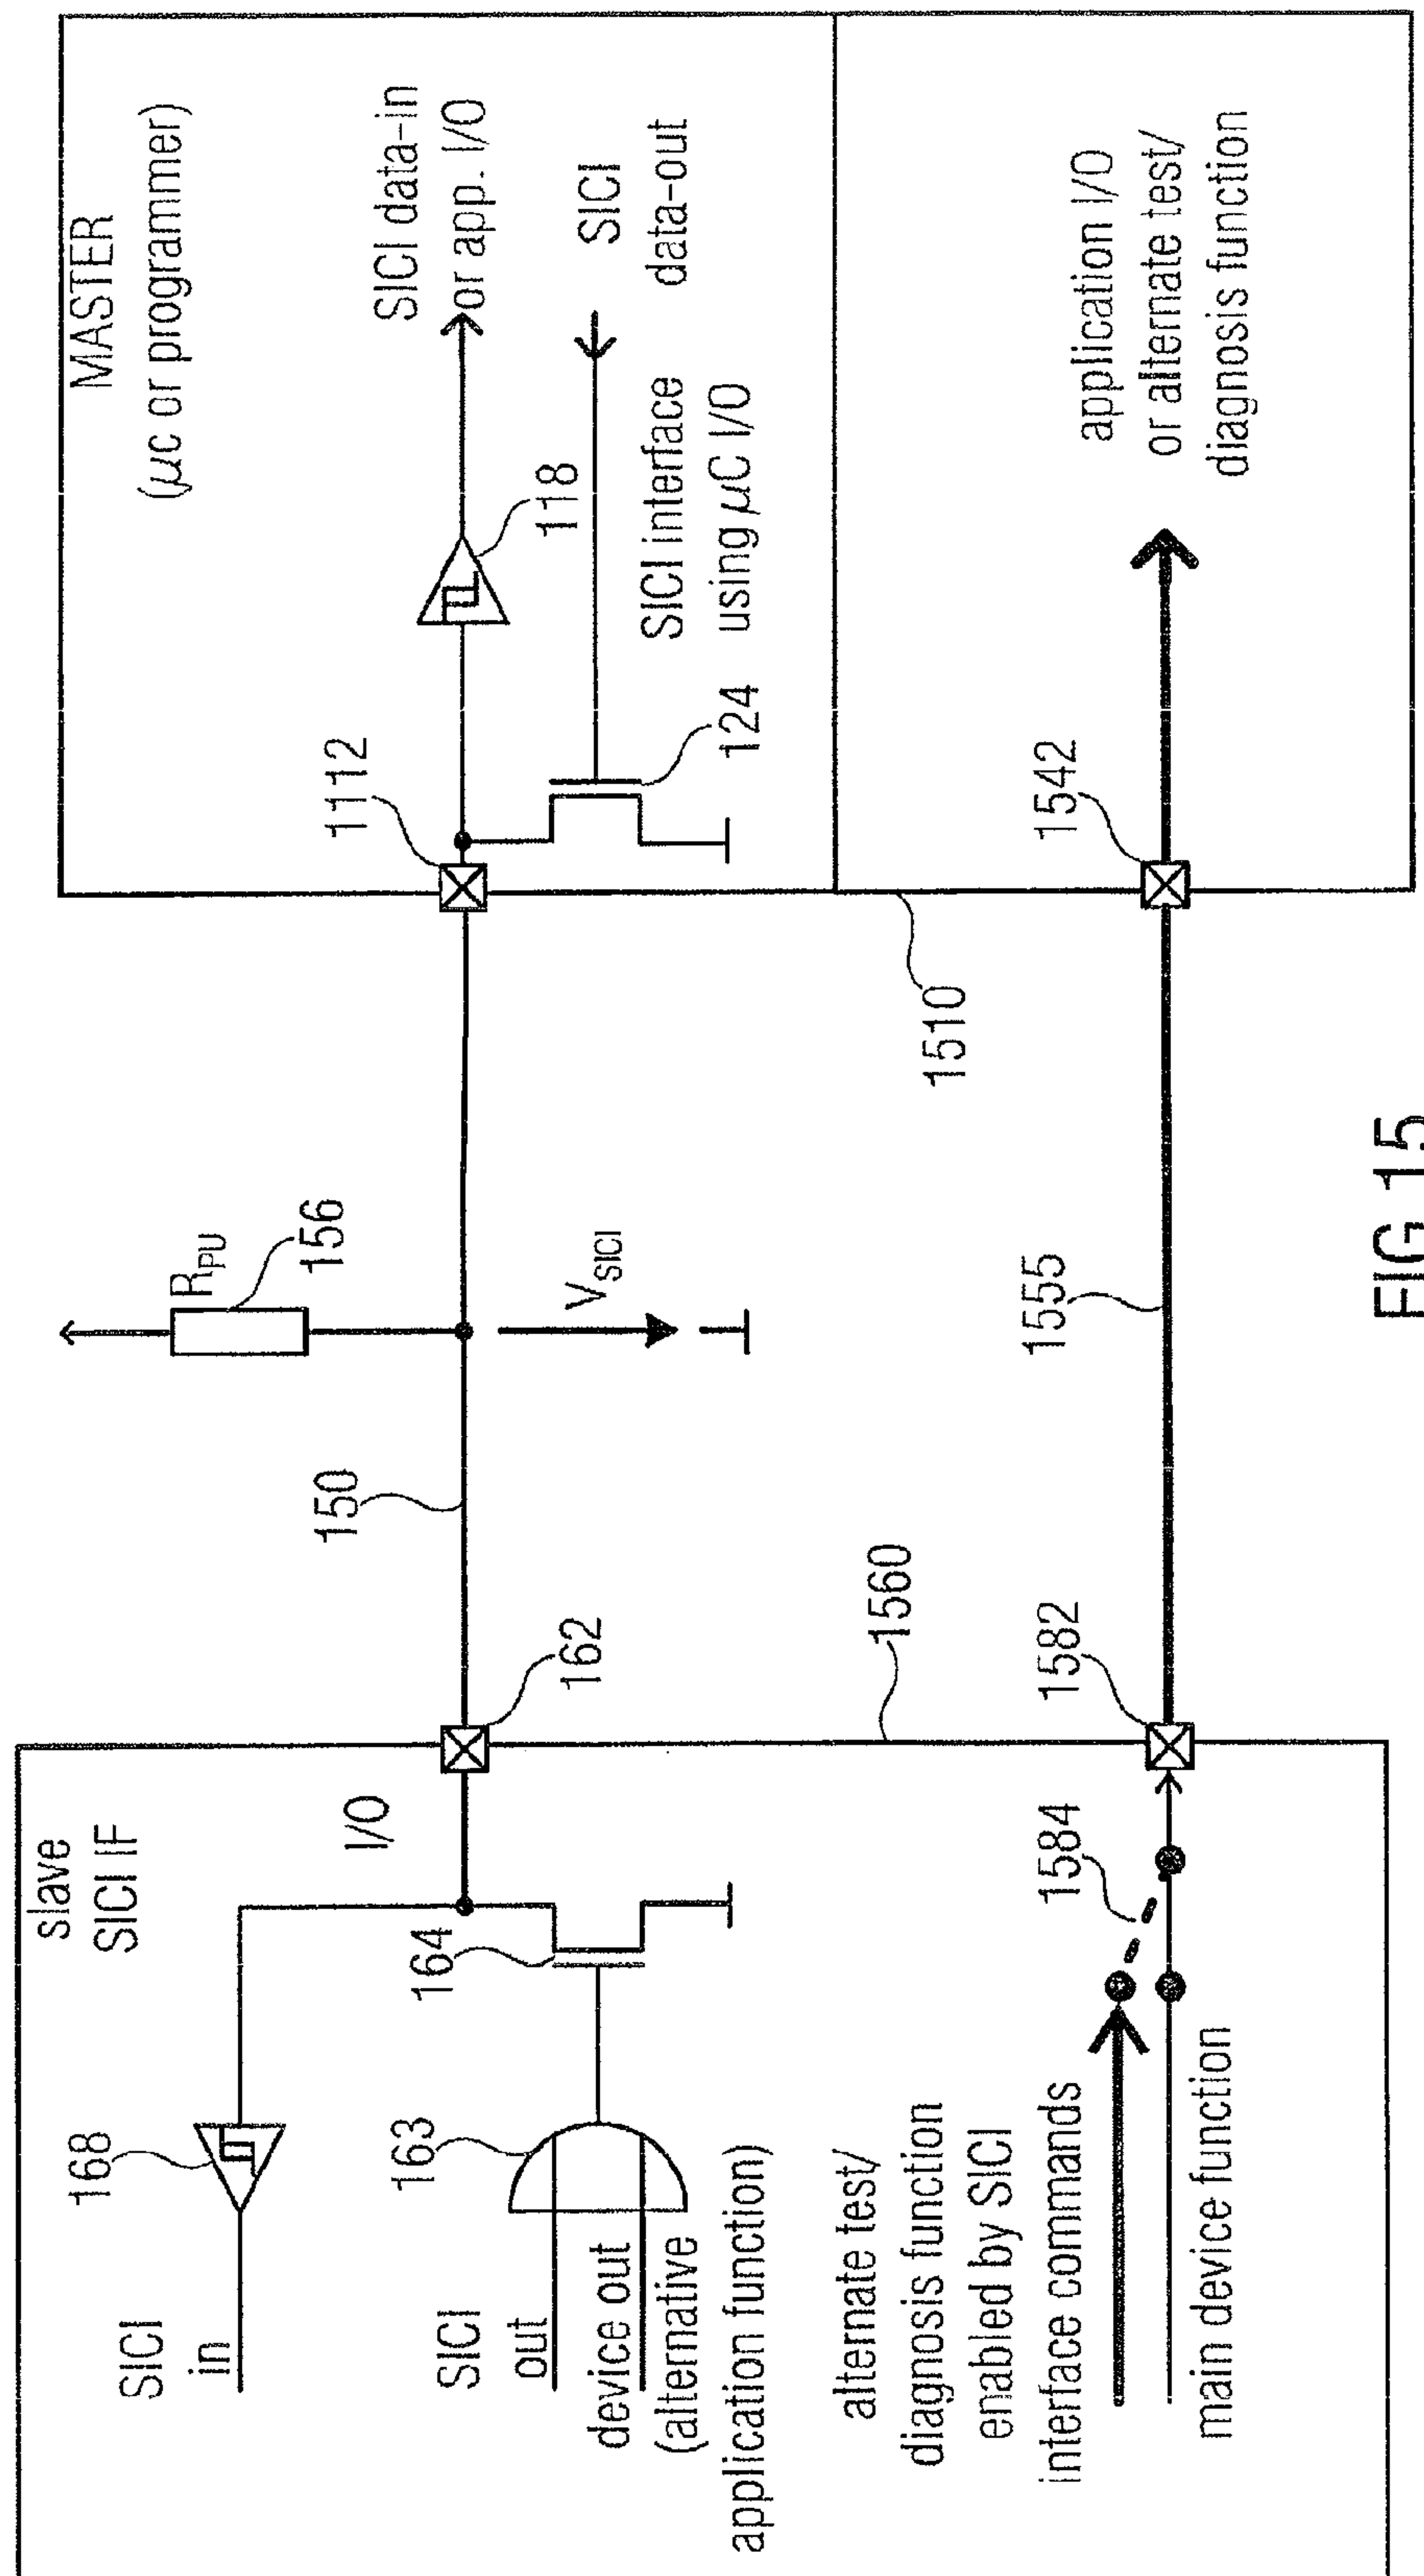 slave
SICI IF
168
SICI
in
I/O
164
163
SICI
out
device out
(alternative
application function)
alternate test/
diagnosis function
enabled by SICI
interface commands
1584
main device function
162
1560
1582
150
RPU
156
VSICI
1555
1510
MASTER
(μc or programmer)
1112
SICI data-in
or app. I/O
118
SICI
data-out
SICI interface
using μC I/O
124
1542
application I/O
or alternate test/
diagnosis function
FIG 15